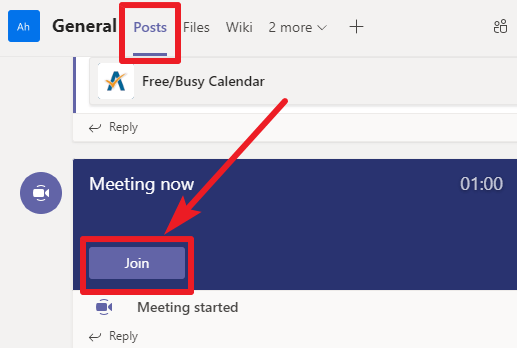 Ah General Posts Files Wiki 2 more
Free/Busy Calendar
Reply
Meeting now 01:00
Join
Meeting started
Reply